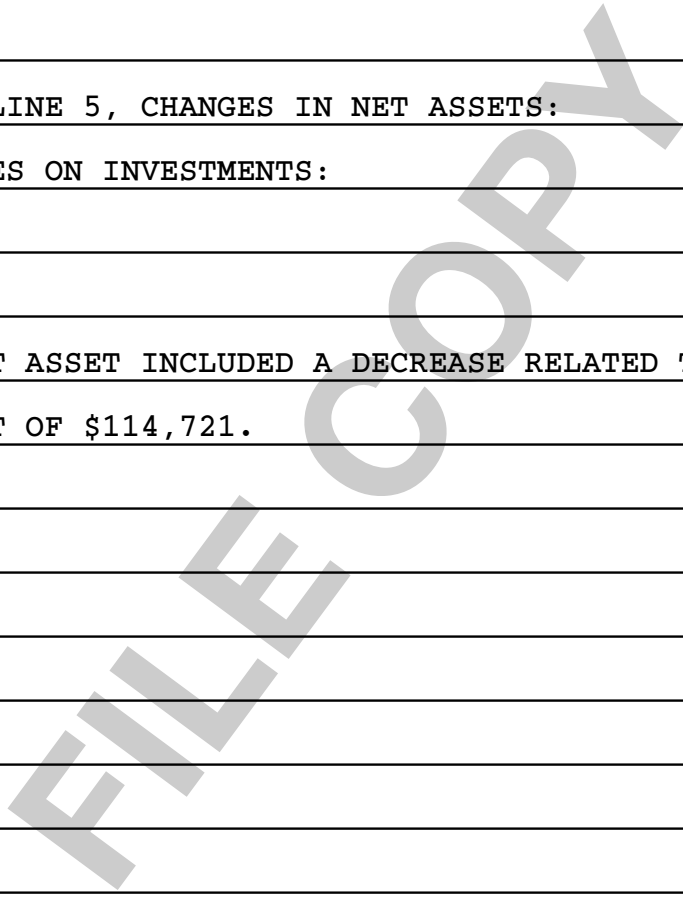 LINE 5, CHANGES IN NET ASSETS:
ES ON INVESTMENTS:
T ASSET INCLUDED A DECREASE RELATED
T OF $114,721.
FILE COPY